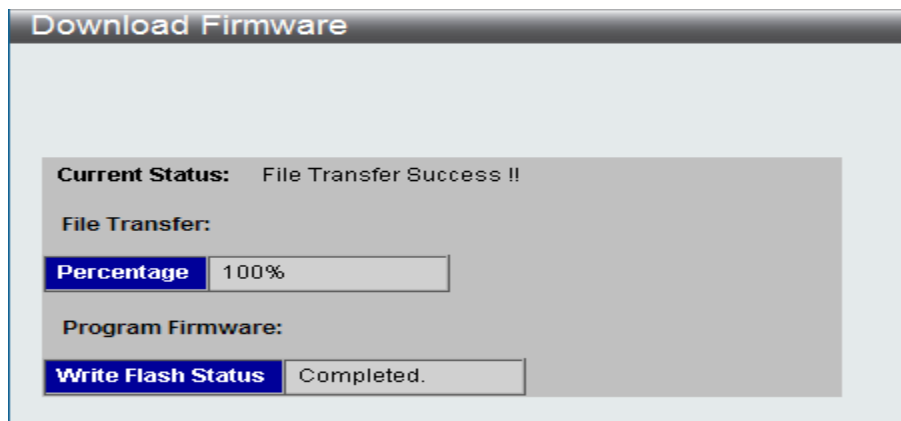 Download Firmware
Current Status: File Transfer Success !!
File Transfer:
Percentage 100%
Program Firmware:
Write Flash Status Completed.